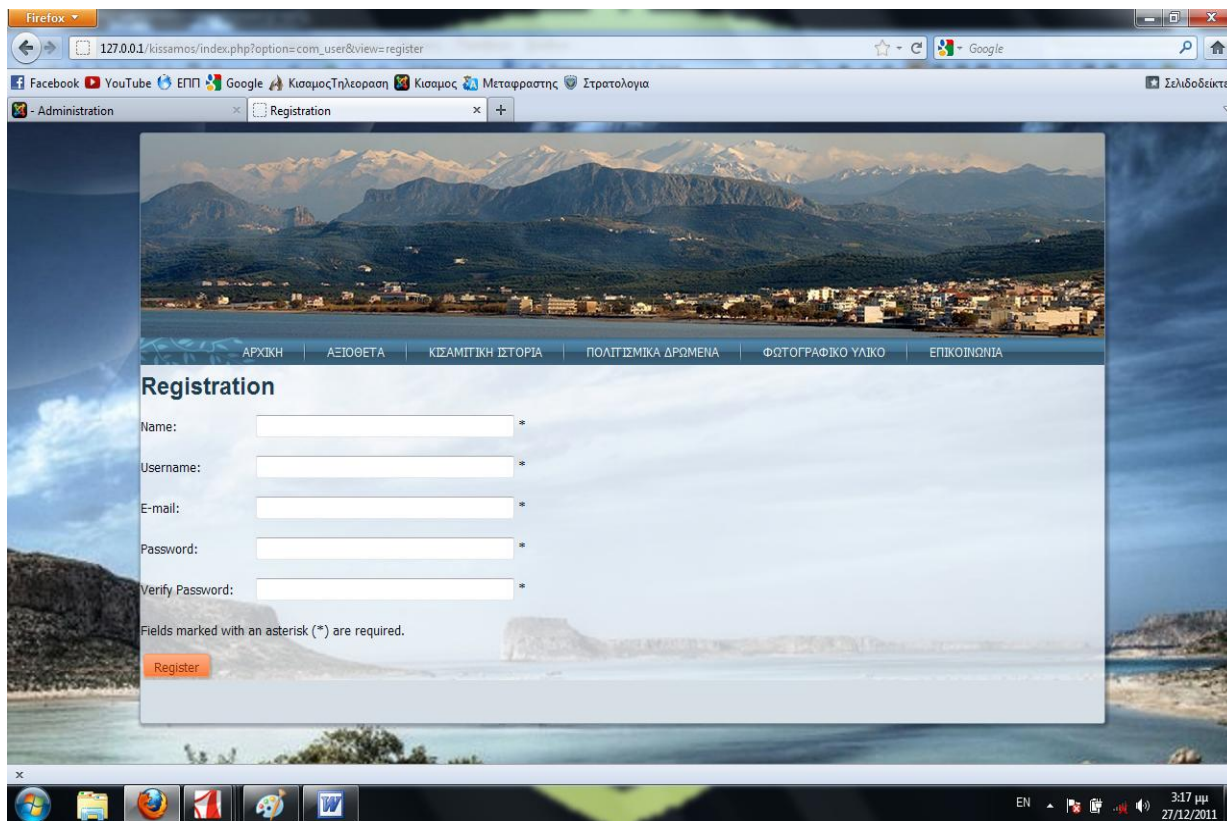 Firefox
127.0.0.1/kissamos/index.php?option=com_user&view=register
Google
Facebook YouTube ΕΠΠ Google ΚισαμοςΤηλεοραση Κισαμος Μεταφραστης Στρατολογια Σελιδοδείκτε
- Administration × Registration × +
ΑΡΧΙΚΗ ΑΞΙΟΘΕΤΑ ΚΙΣΑΜΙΤΙΚΗ ΙΣΤΟΡΙΑ ΠΟΛΙΤΙΣΜΙΚΑ ΔΡΩΜΕΝΑ ΦΩΤΟΓΡΑΦΙΚΟ ΥΛΙΚΟ ΕΠΙΚΟΙΝΩΝΙΑ
Registration
Name: *
Username: *
E-mail: *
Password: *
Verify Password: *
Fields marked with an asterisk (*) are required.
Register
×
EN 3:17 μμ
27/12/2011